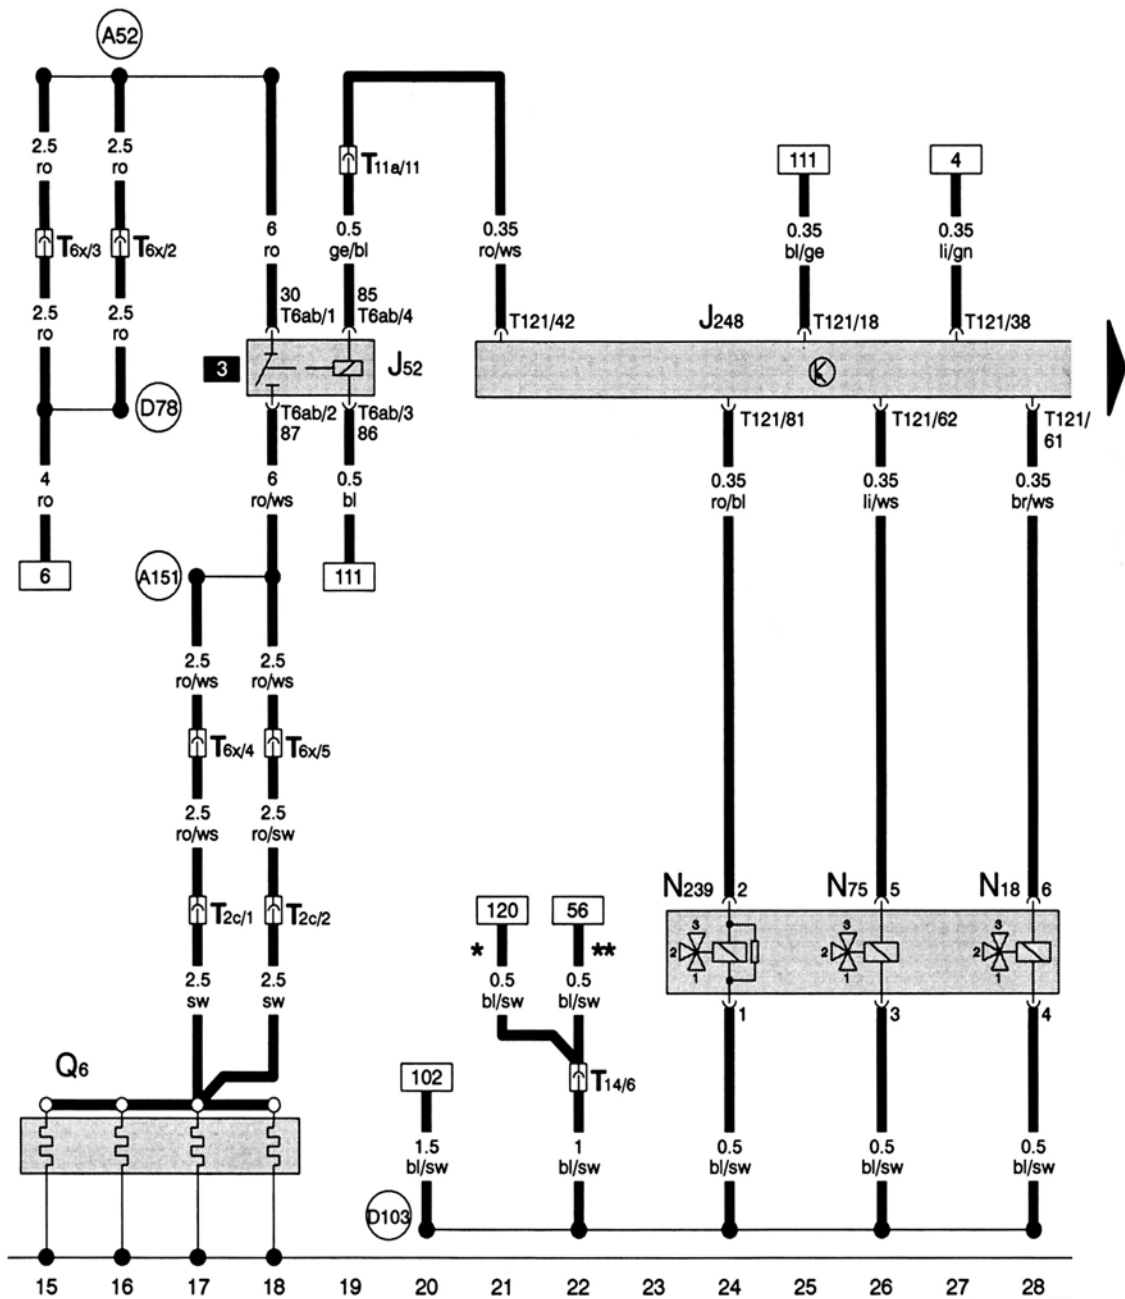 A52
2.5
ro
2.5
ro
T6x/3
T6x/2
2.5
ro
2.5
ro
D78
4
ro
6
6
ro
30
T6ab/1
T11a/11
0.5
ge/bl
85
T6ab/4
0.35
ro/ws
T121/42
3
J52
T6ab/2
87
T6ab/3
86
6
ro/ws
0.5
bl
111
A151
111
0.35
bl/ge
4
0.35
li/gn
J248
T121/18
T121/38
T121/81
T121/62
T121/
61
0.35
ro/bl
0.35
li/ws
0.35
br/ws
2.5
ro/ws
2.5
ro/ws
T6x/4
T6x/5
2.5
ro/ws
2.5
ro/sw
T2c/1
T2c/2
2.5
sw
2.5
sw
Q6
120
*
56
**
0.5
bl/sw
0.5
bl/sw
T14/6
N239
2
N75
5
N18
6
3
2
1
3
2
1
3
2
1
1
3
4
102
1.5
bl/sw
1
bl/sw
0.5
bl/sw
0.5
bl/sw
0.5
bl/sw
D103
15 16 17 18 19 20 21 22 23 24 25 26 27 28